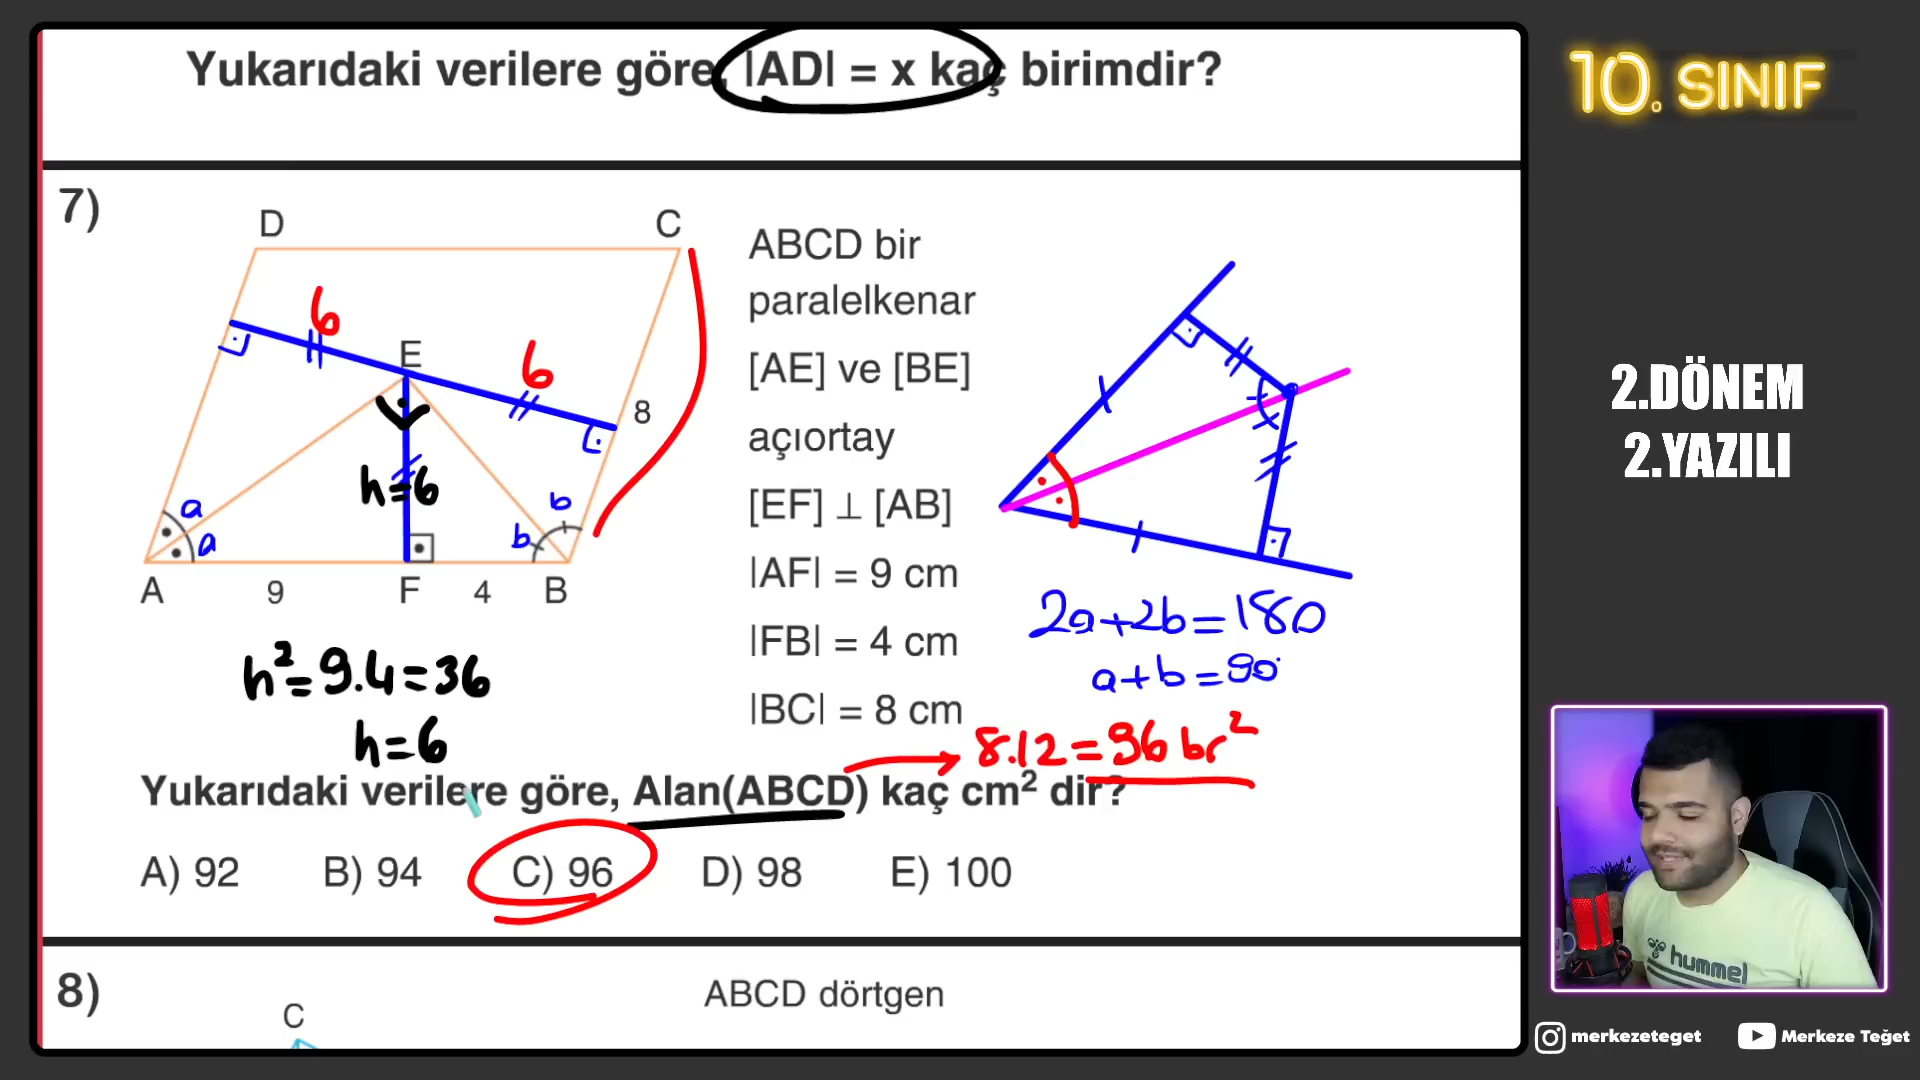 Yukarıdaki verilere göre, |AD| = x kaç birimdir?
10. SINIF
2.DÖNEM
2.YAZILI
7)
D
C
6
E
6
8
h=6
a
a
b
b
A
9
F
4
B
ABCD bir
paralelkenar
[AE] ve [BE]
açıortay
[EF] ⊥ [AB]
|AF| = 9 cm
|FB| = 4 cm
|BC| = 8 cm
2a+2b=180
a+b=90
h²=9.4=36
h=6
8.12=96 br²
Yukarıdaki verilere göre, Alan(ABCD) kaç cm² dir?
A) 92 B) 94 C) 96 D) 98 E) 100
8)
ABCD dörtgen
C
hummel
merkezeteget
Merkeze Teğet